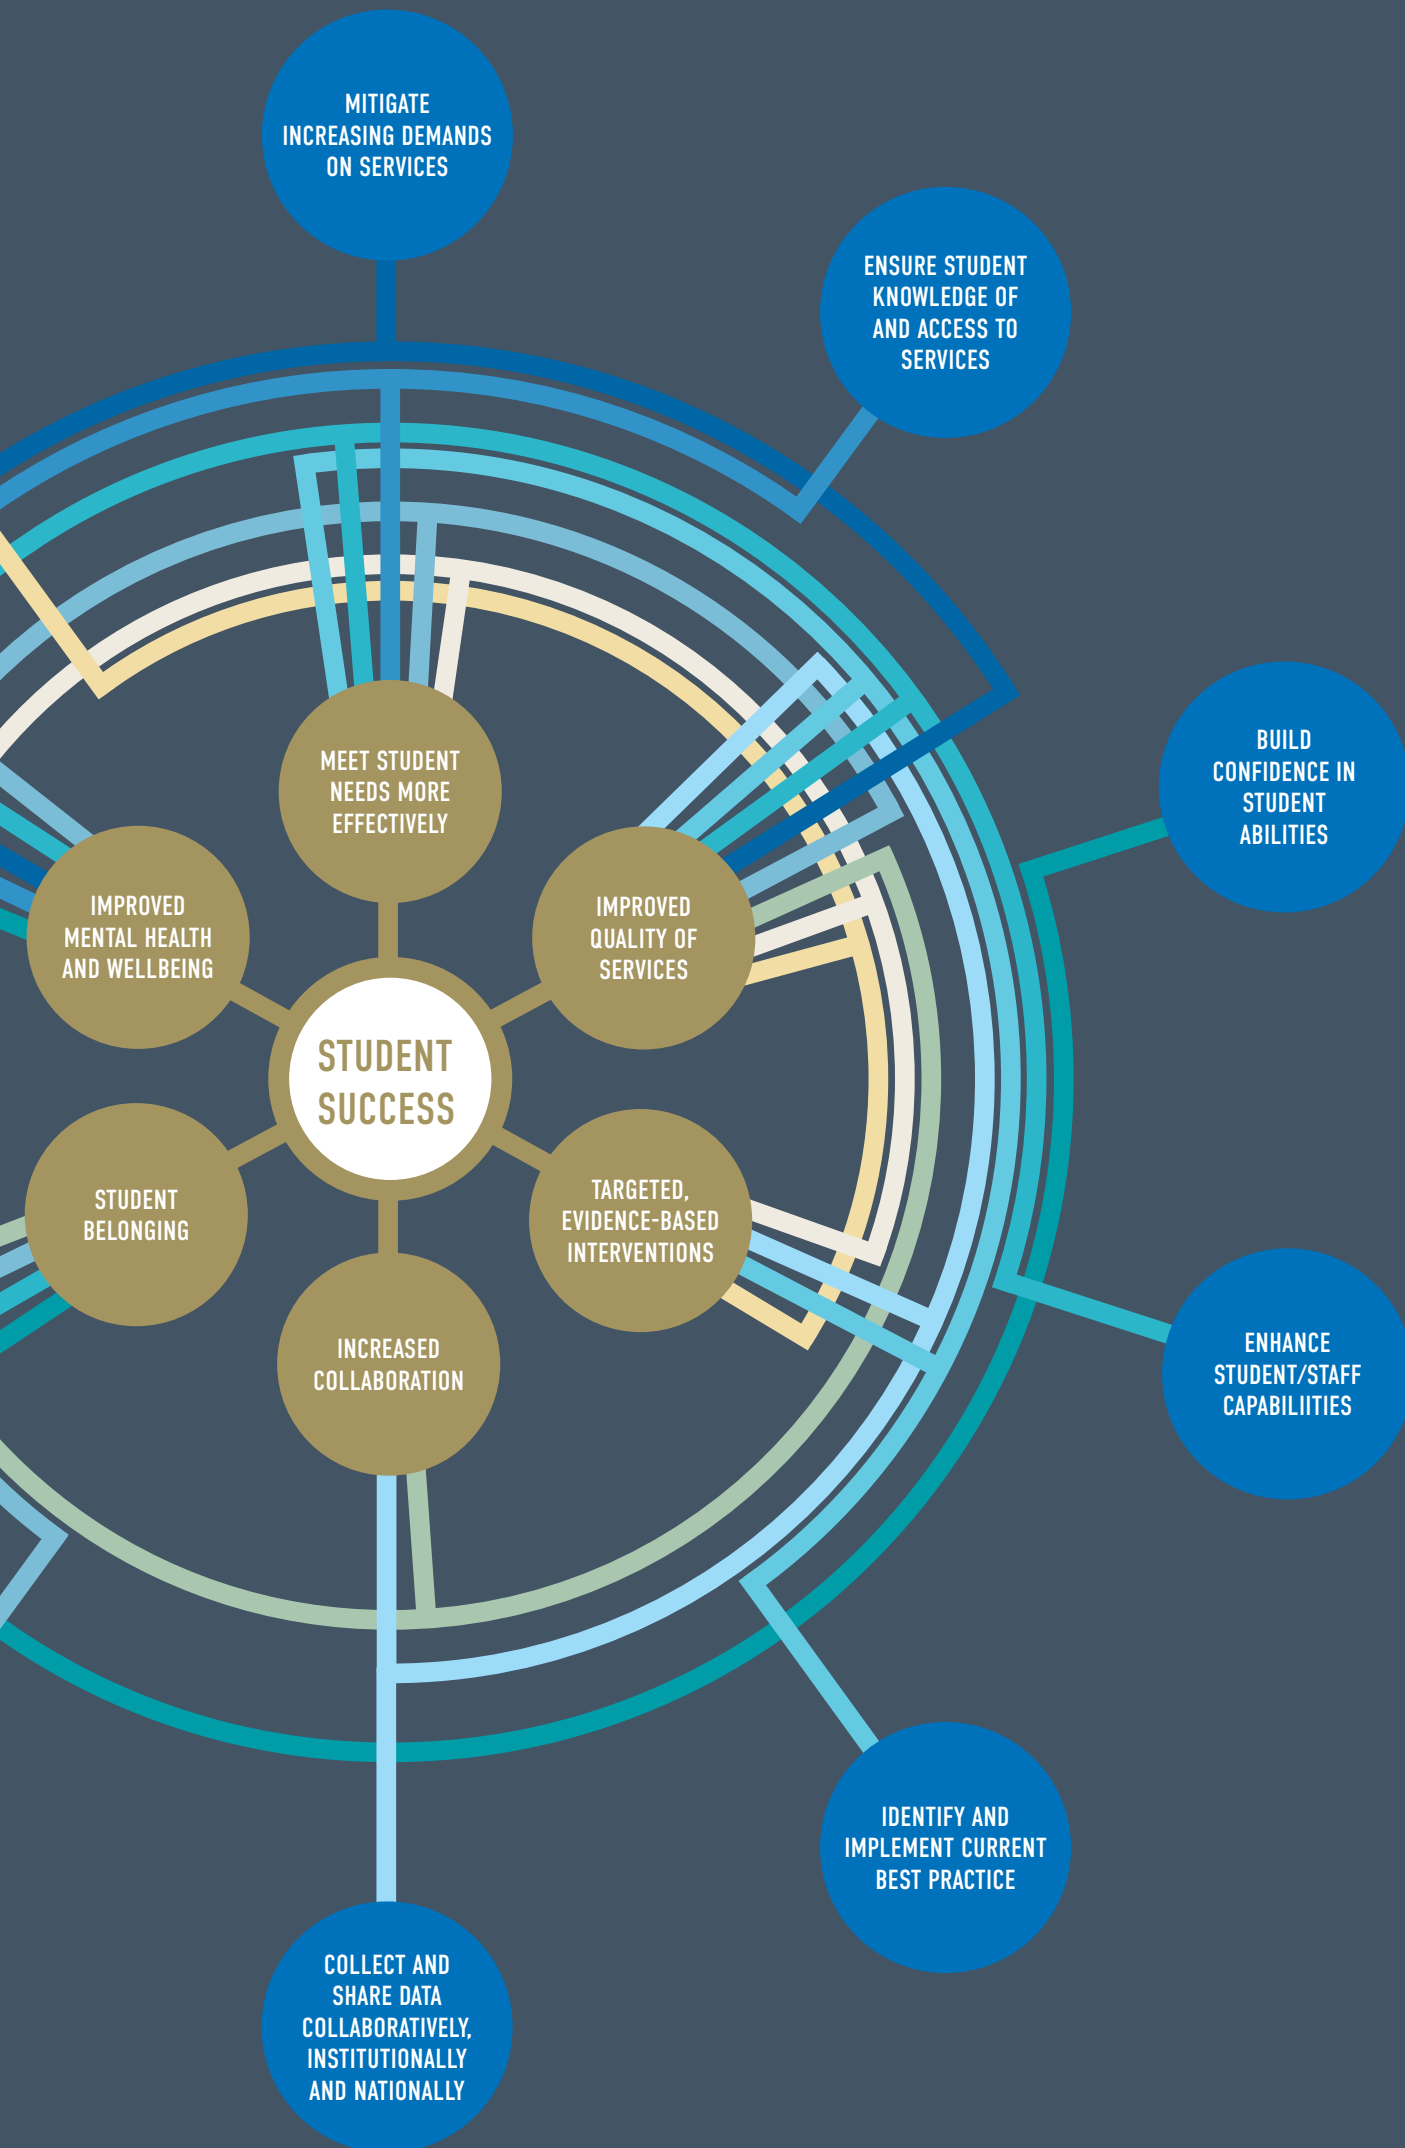 MITIGATE
INCREASING DEMANDS
ON SERVICES
ENSURE STUDENT
KNOWLEDGE OF
AND ACCESS TO
SERVICES
BUILD
CONFIDENCE IN
STUDENT
ABILITIES
MEET STUDENT
NEEDS MORE
EFFECTIVELY
IMPROVED
MENTAL HEALTH
AND WELLBEING
IMPROVED
QUALITY OF
SERVICES
STUDENT
SUCCESS
STUDENT
BELONGING
TARGETED,
EVIDENCE-BASED
INTERVENTIONS
INCREASED
COLLABORATION
ENHANCE
STUDENT/STAFF
CAPABILIITIES
IDENTIFY AND
IMPLEMENT CURRENT
BEST PRACTICE
COLLECT AND
SHARE DATA
COLLABORATIVELY,
INSTITUTIONALLY
AND NATIONALLY